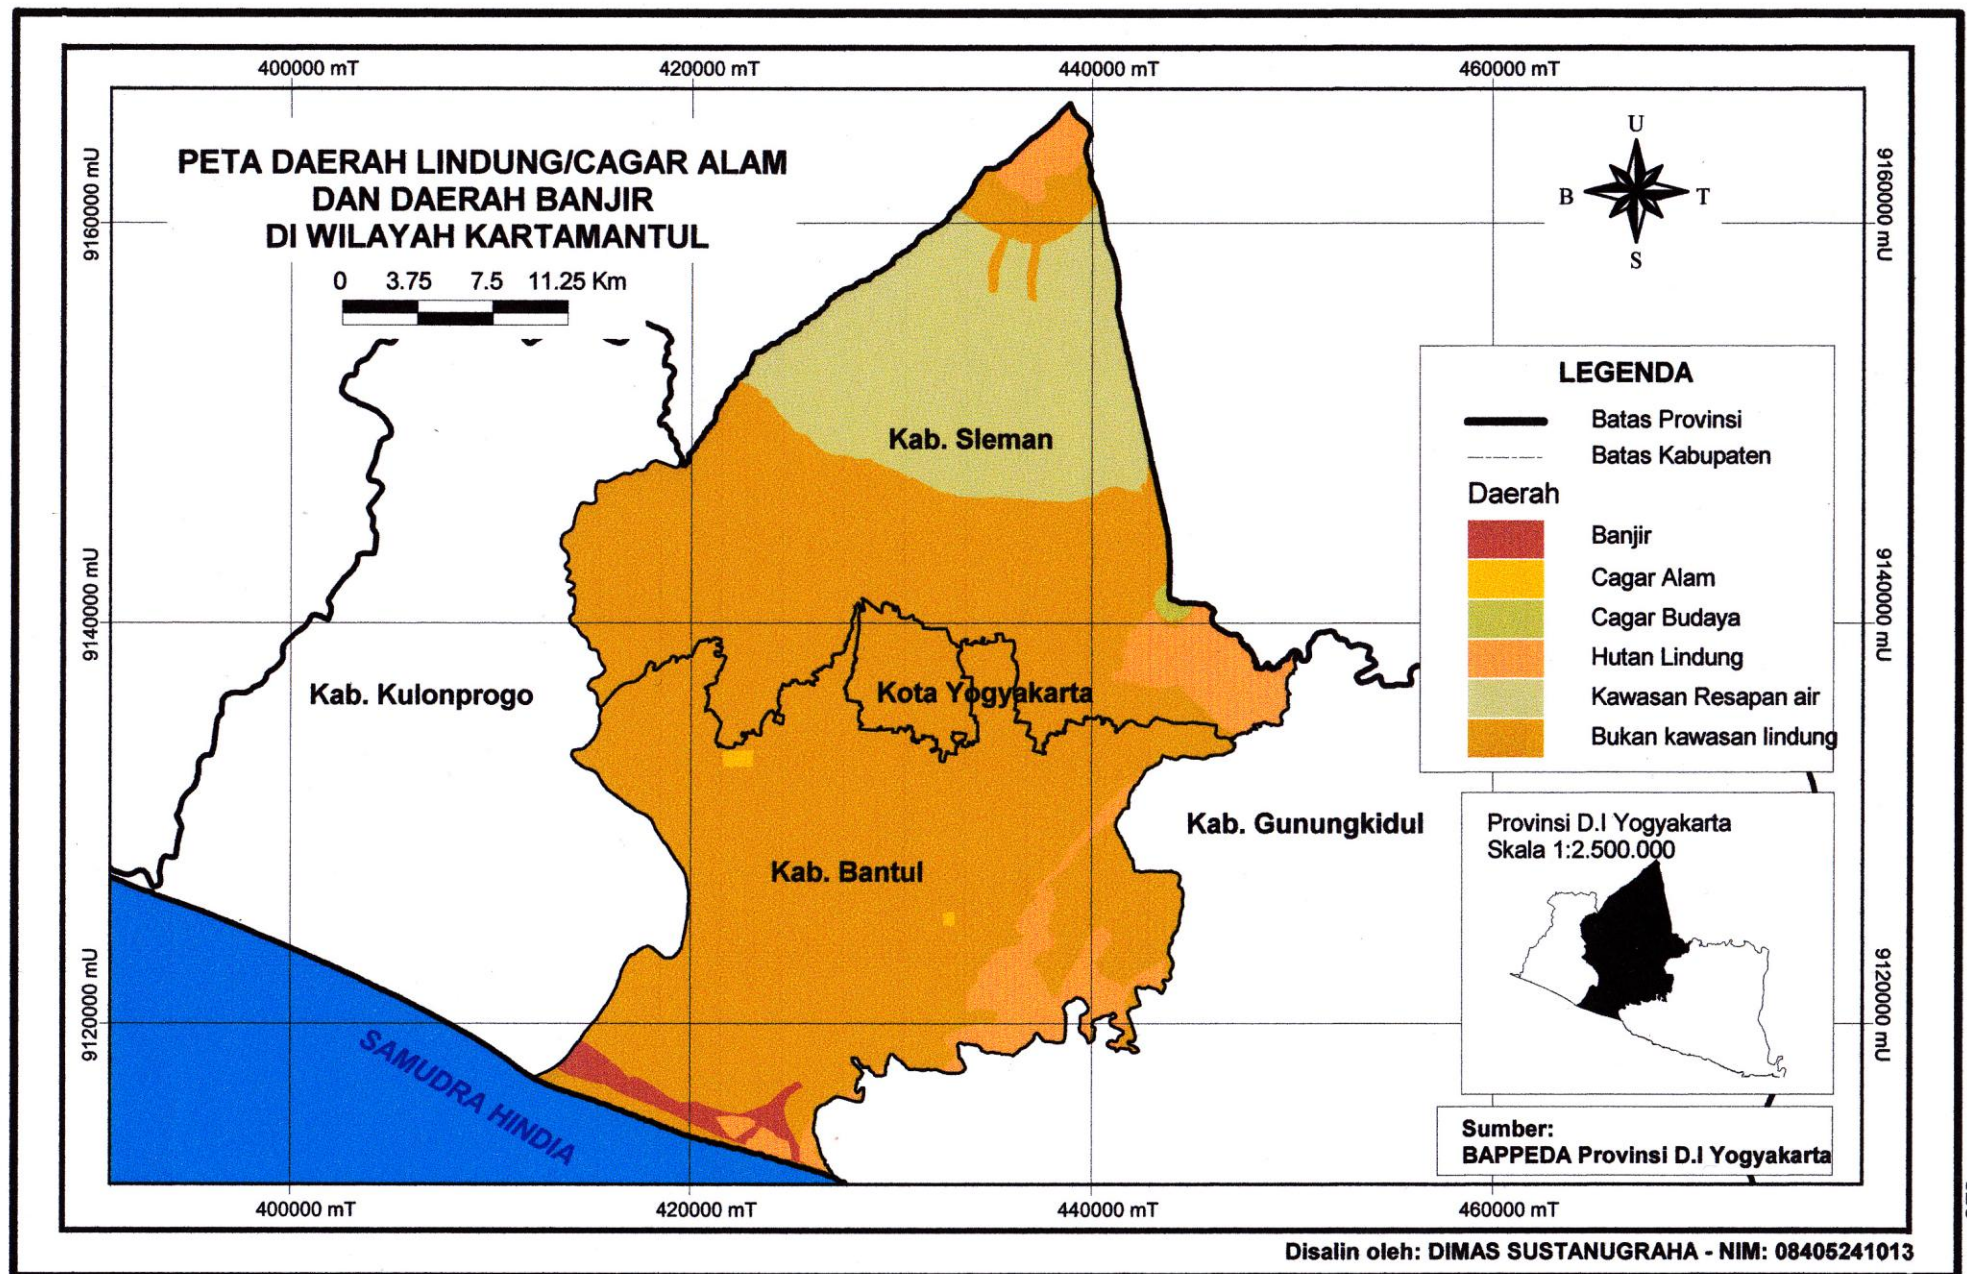 400000 mT
420000 mT
440000 mT
460000 mT
PETA DAERAH LINDUNG/CAGAR ALAM
DAN DAERAH BANJIR
DI WILAYAH KARTAMANTUL
0 3.75 7.5 11.25 Km
U
B
T
S
9160000 mU
9160000 mU
LEGENDA
Batas Provinsi
Batas Kabupaten
Daerah
Banjir
Cagar Alam
Cagar Budaya
Hutan Lindung
Kawasan Resapan air
Bukan kawasan lindung
Kab. Sleman
9140000 mU
9140000 mU
Kab. Kulonprogo
Kota Yogyakarta
Kab. Gunungkidul
Kab. Bantul
Provinsi D.I Yogyakarta
Skala 1:2.500.000
9120000 mU
9120000 mU
SAMUDRA HINDIA
Sumber:
BAPPEDA Provinsi D.I Yogyakarta
400000 mT
420000 mT
440000 mT
460000 mT
Disalin oleh: DIMAS SUSTANUGRAHA - NIM: 08405241013